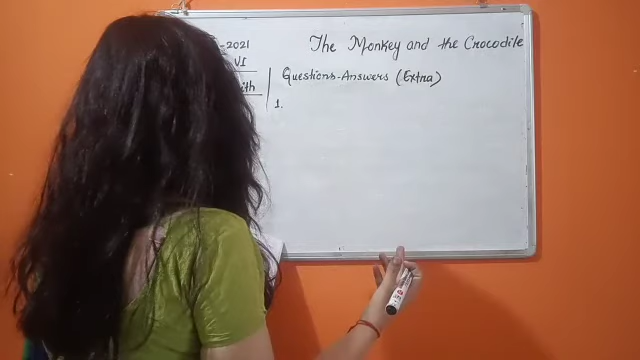 -2021 The Monkey and the Crocodile
VI
Questions-Answers (Extra)
ith
1.